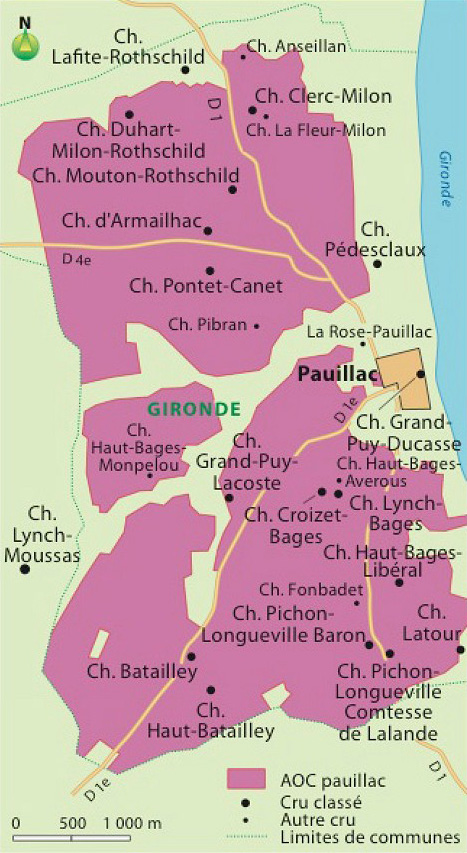 N
Ch.
Lafite-Rothschild
Ch. Anseillan
D 1
Ch. Clerc-Milon
Ch. La Fleur-Milon
Ch. Duhart-
Milon-Rothschild
Ch. Mouton-Rothschild
Gironde
Ch. d'Armailhac
Ch.
Pédesclaux
D 4e
Ch. Pontet-Canet
Ch. Pibran
La Rose-Pauillac
Pauillac
GIRONDE
D 1e
Ch. Grand-
Puy-Ducasse
Ch.
Haut-Bages-
Monpelou
Ch.
Grand-Puy-
Lacoste
Ch. Haut-Bages-
Averous
Ch. Croizet-
Bages
Ch. Lynch-
Bages
Ch.
Lynch-
Moussas
Ch. Haut-Bages-
Libéral
Ch. Fonbadet
Ch. Pichon-
Longueville Baron
Ch.
Latour
Ch. Batailley
Ch.
Haut-Batailley
Ch. Pichon-
Longueville
Comtesse
de Lalande
D 1e
D 1
AOC pauillac
Cru classé
Autre cru
Limites de communes
0 500 1 000 m